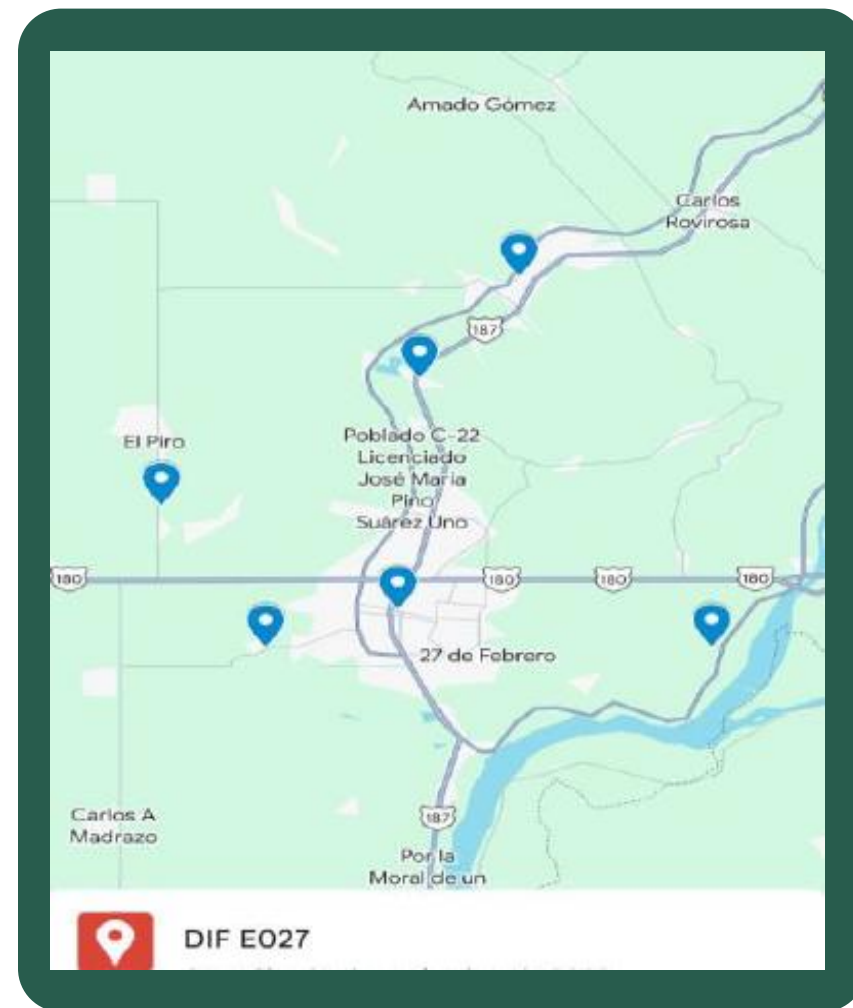 Amado Gómez
Carlos
Rovirosa
187
El Piro
Poblado C-22
Licenciado
José María
Pino
Suárez Uno
180
180
180
180
27 de Febrero
Carlos A
Madrazo
187
Por la
Moral de un
DIF E027